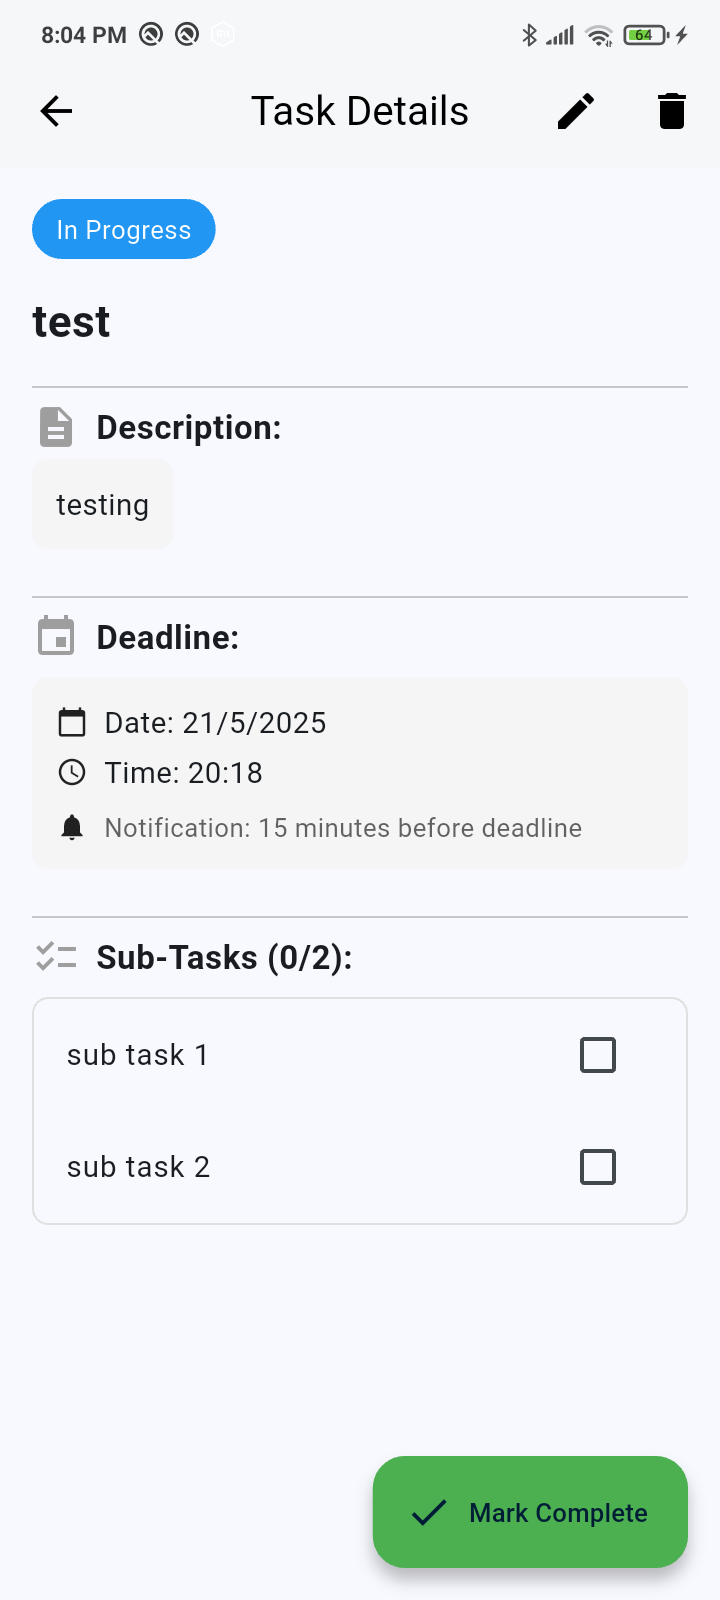 8:04 PM
64
Task Details
In Progress
test
Description:
testing
Deadline:
Date: 21/5/2025
Time: 20:18
Notification: 15 minutes before deadline
Sub-Tasks (0/2):
sub task 1
sub task 2
Mark Complete